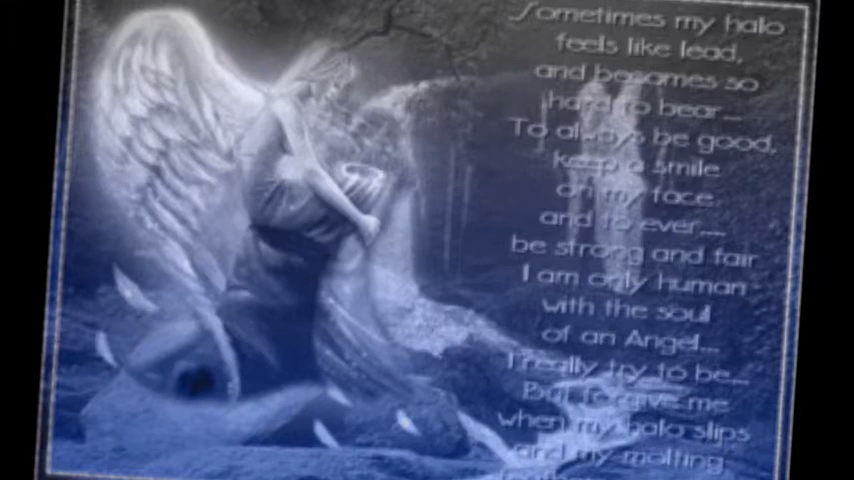 Sometimes my halo
feels like lead,
and becomes so
hard to bear...
To always be good,
keep a smile
on my face,
and to ever....
be strong and fair
I am only human
with the soul
of an Angel...
I really try to be...
But forgive me
when my halo slips
and my molting